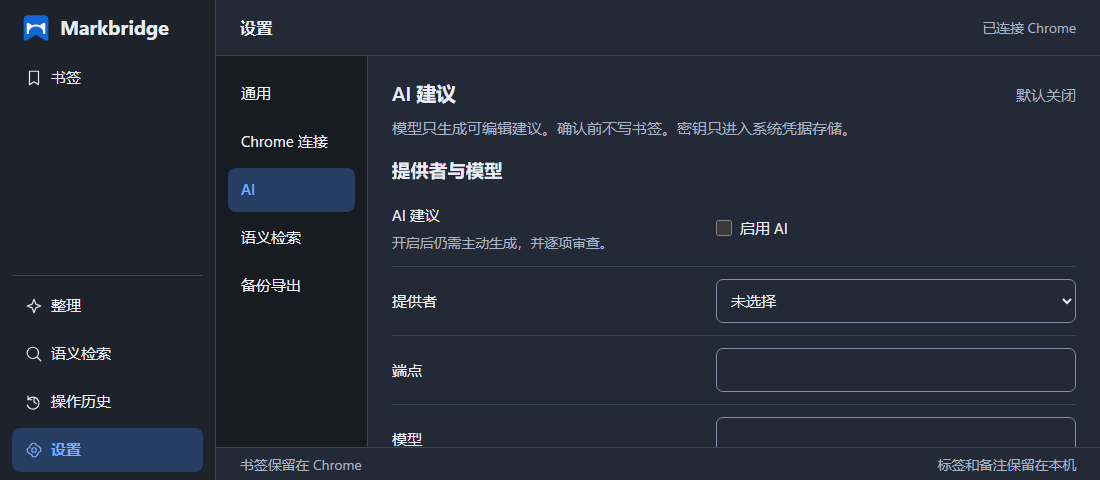 Markbridge
书签
整理
语义检索
操作历史
设置
设置
已连接 Chrome
通用
Chrome 连接
AI
语义检索
备份导出
AI 建议
默认关闭
模型只生成可编辑建议。确认前不写书签。密钥只进入系统凭据存储。
提供者与模型
AI 建议
开启后仍需主动生成，并逐项审查。
启用 AI
提供者
未选择
端点
模型
书签保留在 Chrome
标签和备注保留在本机